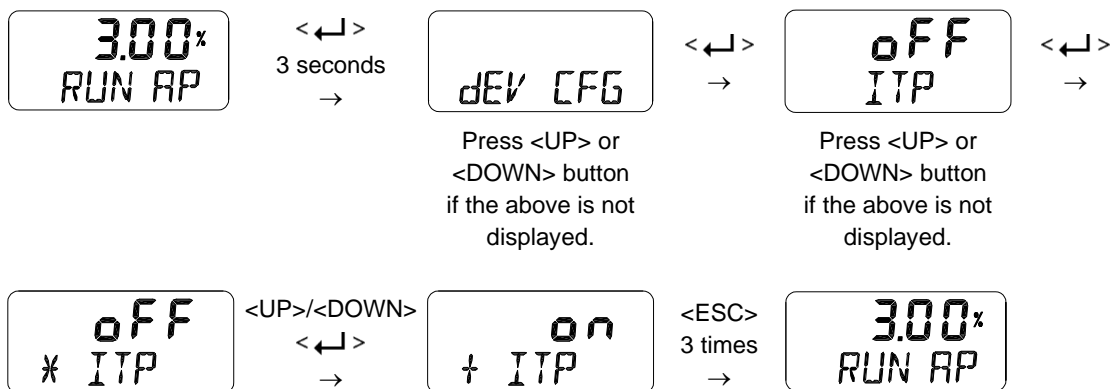 3.00%
RUN AP
< ↵ >
3 seconds
→
dEV CFG
Press <UP> or
<DOWN> button
if the above is not
displayed.
< ↵ >
→
oFF
ITP
Press <UP> or
<DOWN> button
if the above is not
displayed.
< ↵ >
→
oFF
* ITP
<UP>/<DOWN>
< ↵ >
→
on
+ ITP
<ESC>
3 times
→
3.00%
RUN AP